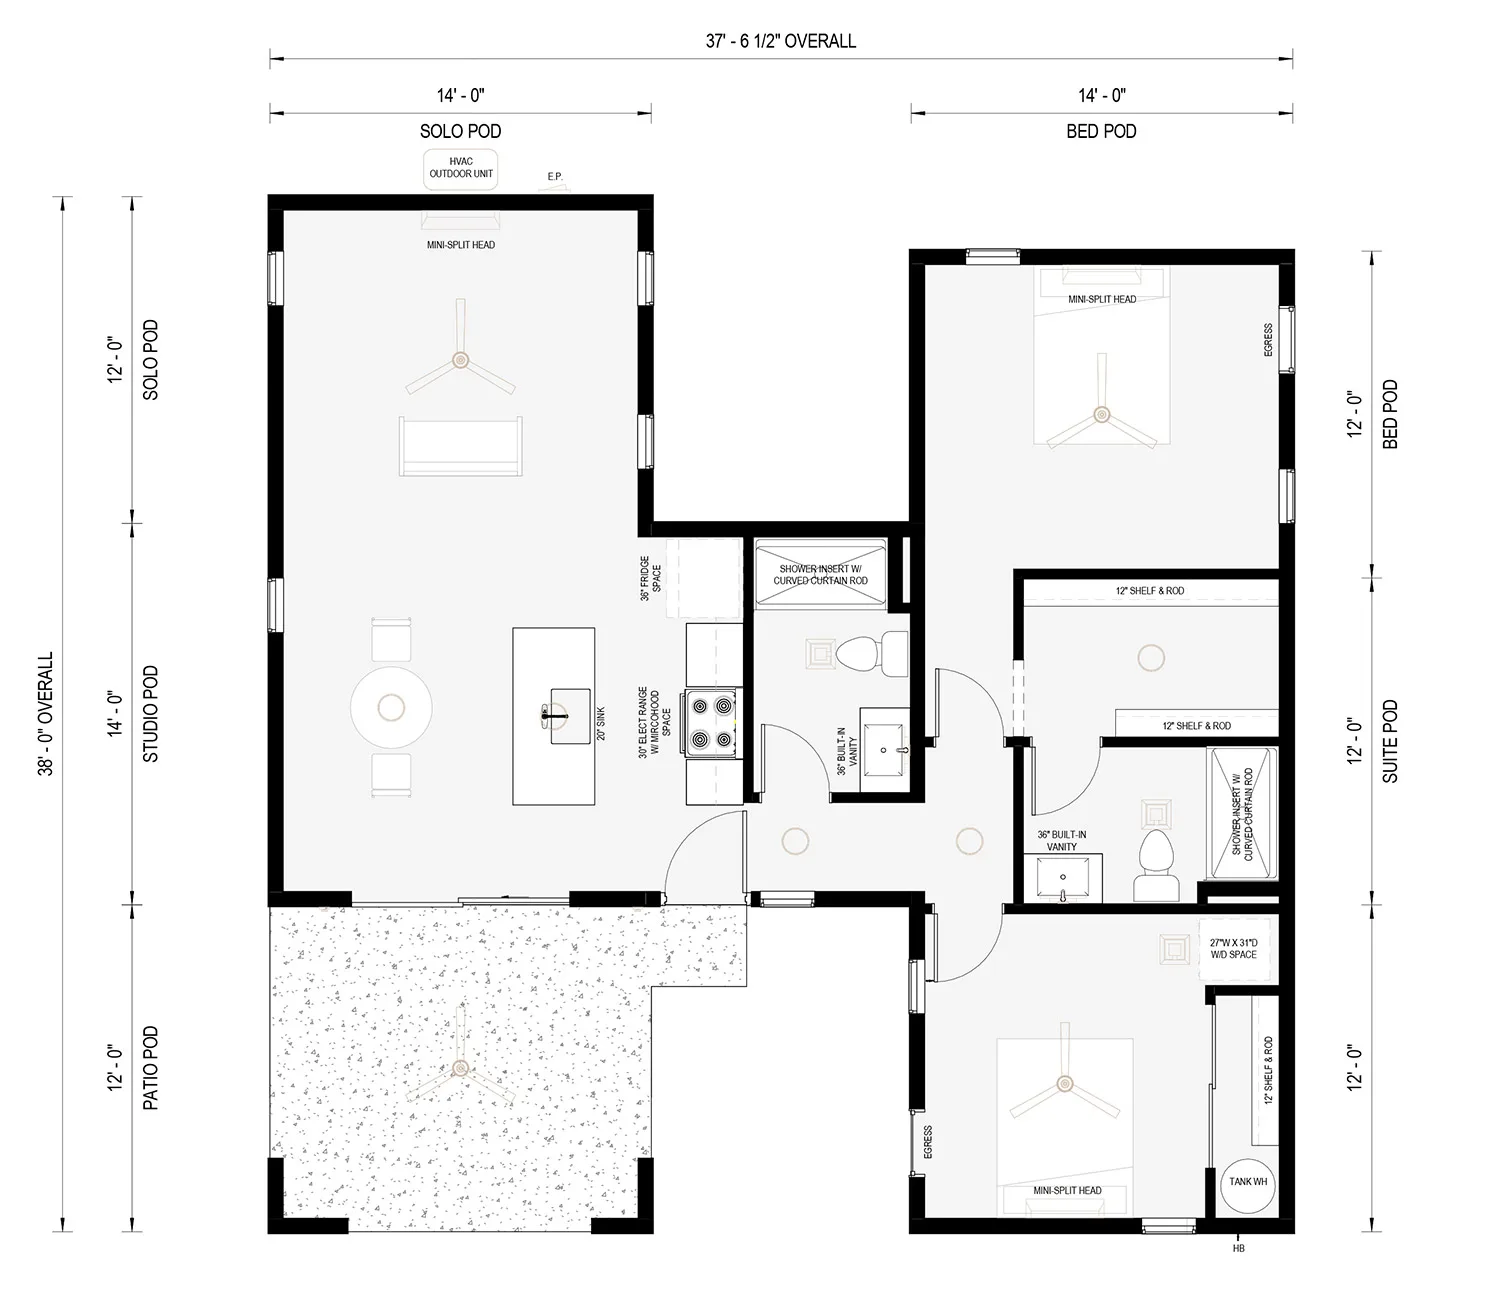 37' - 6 1/2" OVERALL
14' - 0"
SOLO POD
14' - 0"
BED POD
HVAC
OUTDOOR UNIT
E.P.
MINI-SPLIT HEAD
MINI-SPLIT HEAD
EGRESS
12' - 0"
SOLO POD
12' - 0"
BED POD
36" FRIDGE
SPACE
SHOWER INSERT W/
CURVED CURTAIN ROD
12" SHELF & ROD
38' - 0" OVERALL
14' - 0"
STUDIO POD
20" SINK
30" ELECT RANGE
W/ MIRCOHOOD
SPACE
36" BUILT-IN
VANITY
12" SHELF & ROD
12' - 0"
SUITE POD
36" BUILT-IN
VANITY
SHOWER INSERT W/
CURVED CURTAIN ROD
27"W X 31"D
W/D SPACE
12' - 0"
PATIO POD
12" SHELF & ROD
12' - 0"
EGRESS
MINI-SPLIT HEAD
TANK WH
HB